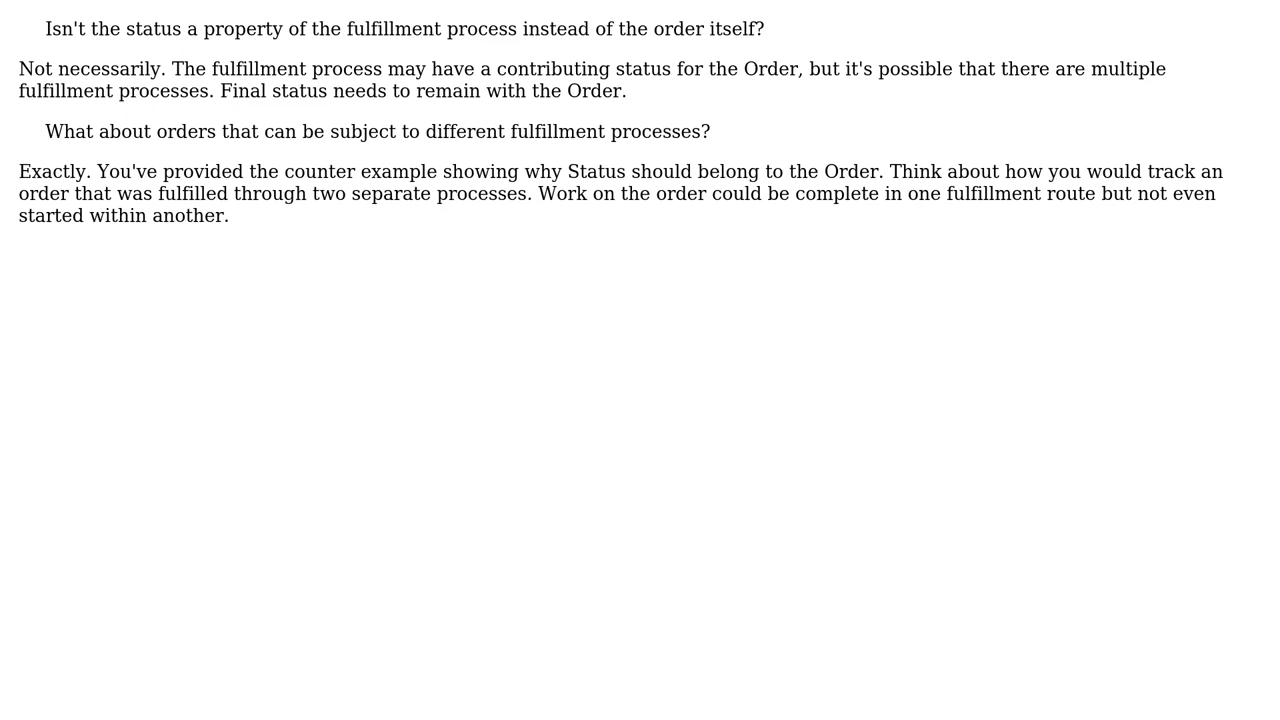 Isn't the status a property of the fulfillment process instead of the order itself?
Not necessarily. The fulfillment process may have a contributing status for the Order, but it's possible that there are multiple
fulfillment processes. Final status needs to remain with the Order.
What about orders that can be subject to different fulfillment processes?
Exactly. You've provided the counter example showing why Status should belong to the Order. Think about how you would track an
order that was fulfilled through two separate processes. Work on the order could be complete in one fulfillment route but not even
started within another.